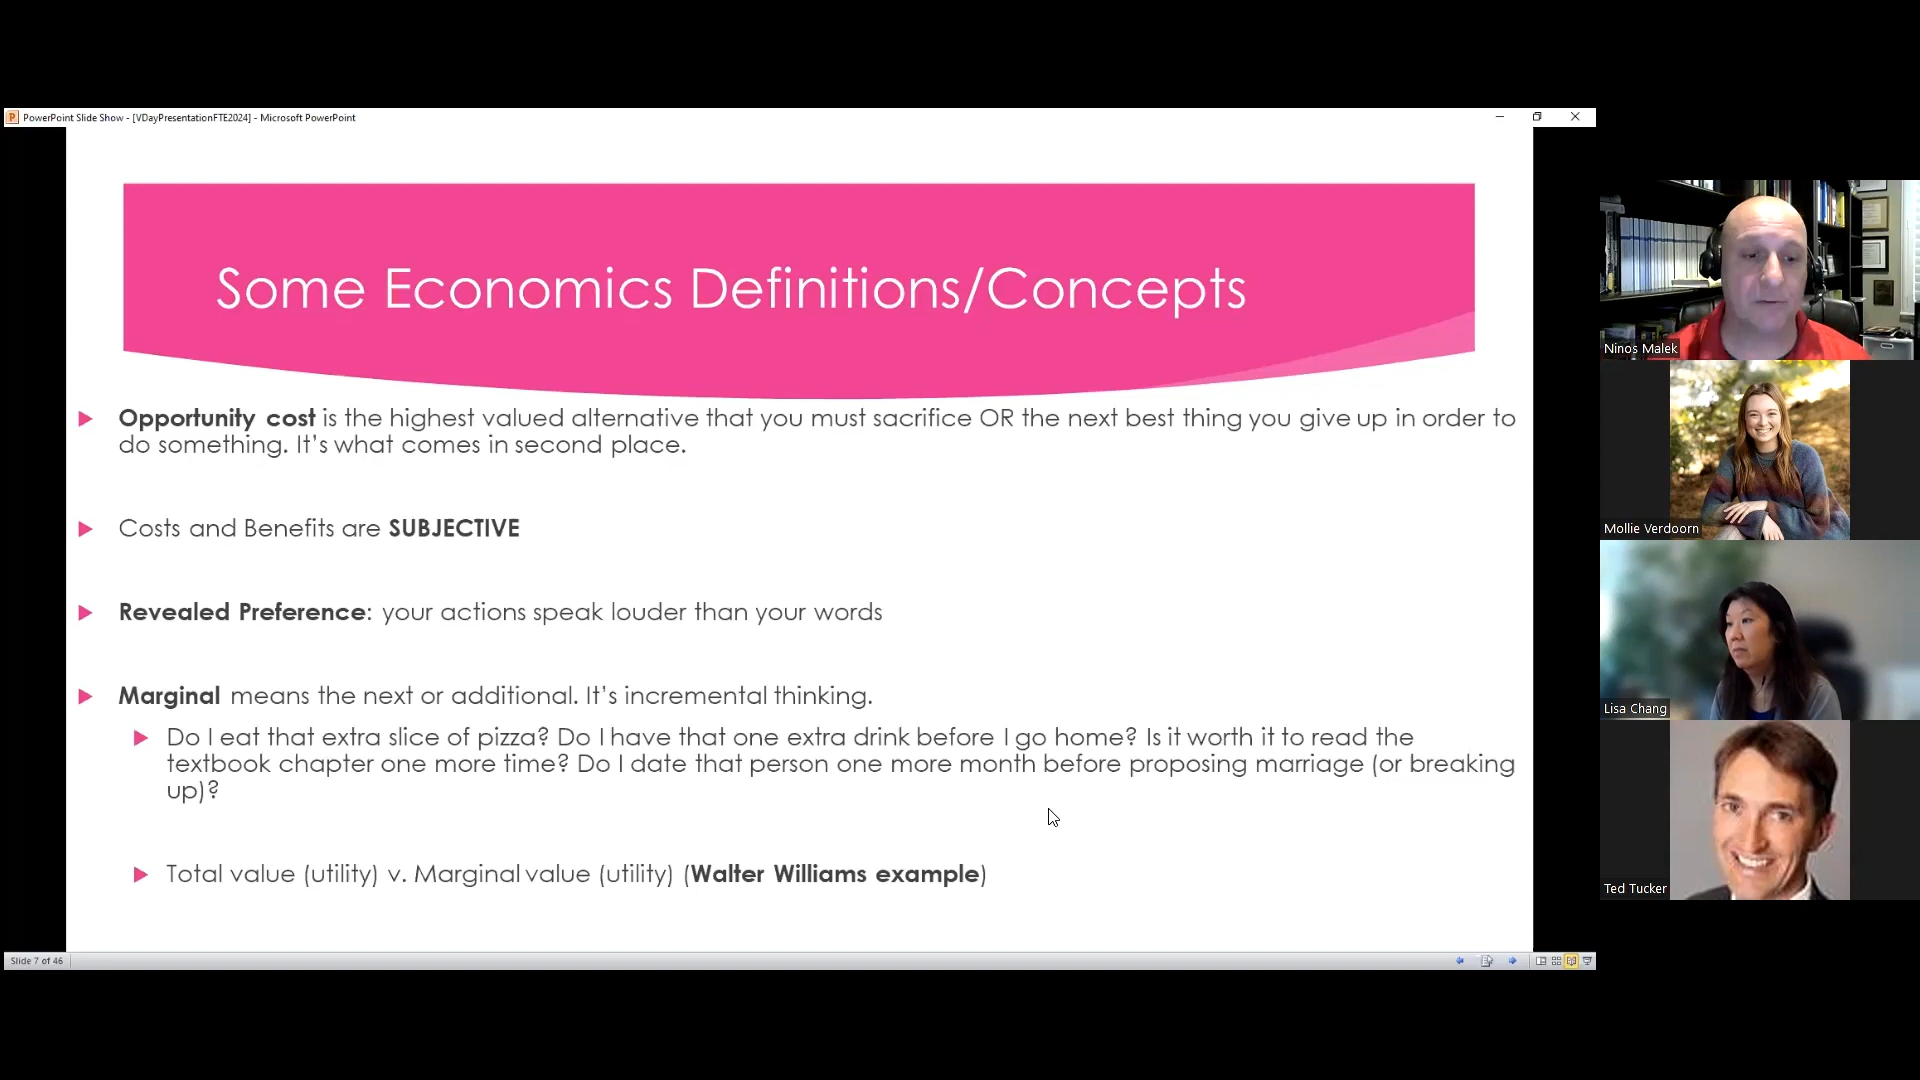 PowerPoint Slide Show - [VDayPresentationFTE2024] - Microsoft PowerPoint
Some Economics Definitions/Concepts
Opportunity cost is the highest valued alternative that you must sacrifice OR the next best thing you give up in order to
do something. It's what comes in second place.
Costs and Benefits are SUBJECTIVE
Revealed Preference: your actions speak louder than your words
Marginal means the next or additional. It's incremental thinking.
Do I eat that extra slice of pizza? Do I have that one extra drink before I go home? Is it worth it to read the
textbook chapter one more time? Do I date that person one more month before proposing marriage (or breaking
up)?
Total value (utility) v. Marginal value (utility) (Walter Williams example)
Slide 7 of 46
Ninos Malek
Mollie Verdoorn
Lisa Chang
Ted Tucker